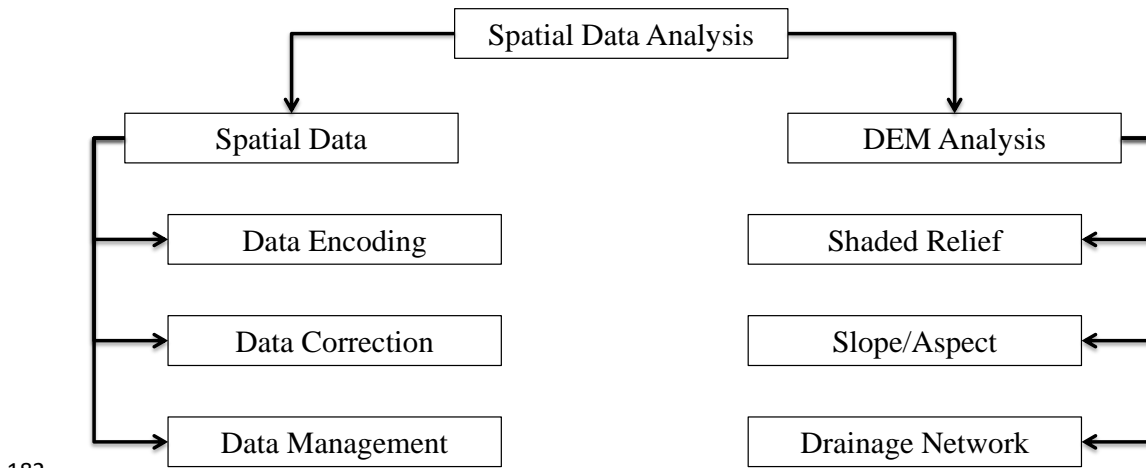 Spatial Data Analysis
Spatial Data
DEM Analysis
Data Encoding
Shaded Relief
Data Correction
Slope/Aspect
Data Management
Drainage Network